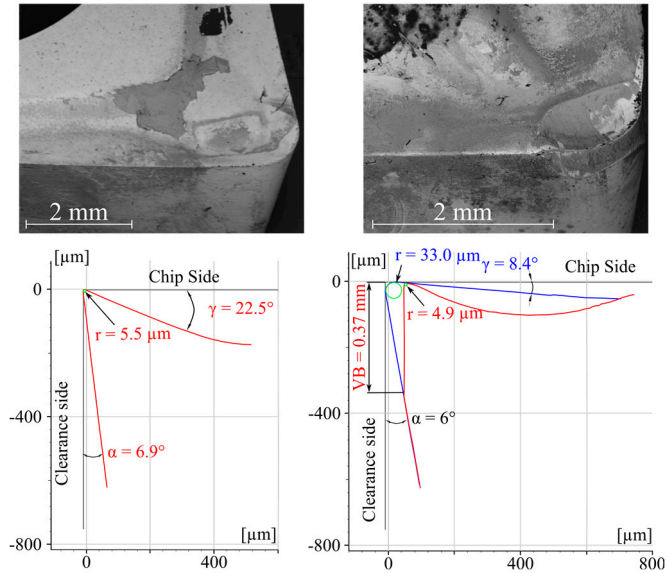 2 mm
2 mm
[µm]
Chip Side
0
γ = 22.5°
r = 5.5 µm
-400
Clearance side
α = 6.9°
[µm]
-800
0
400
[µm]
r = 33.0 µm
γ = 8.4°
Chip Side
0
r = 4.9 µm
VB = 0.37 mm
-400
Clearance side
α = 6°
[µm]
-800
0
400
800